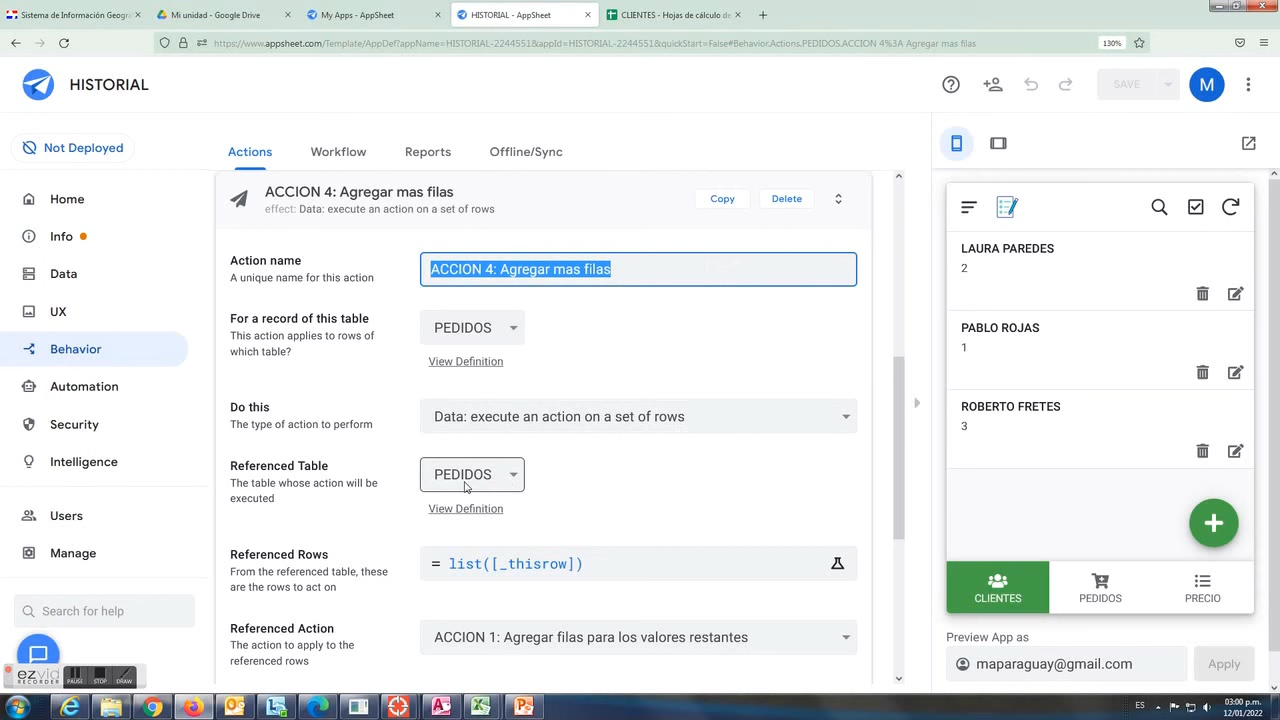 Sistema de Información Geogra
Mi unidad - Google Drive
My Apps - AppSheet
HISTORIAL - AppSheet
CLIENTES - Hojas de cálculo de
https://www.appsheet.com/Template/AppDef?appName=HISTORIAL-2244551&appId=HISTORIAL-2244551&quickStart=False#Behavior.Actions.PEDIDOS.ACCION 4%3A Agregar mas filas
130%
HISTORIAL
SAVE
M
Not Deployed
Home
Info
Data
UX
Behavior
Automation
Security
Intelligence
Users
Manage
Search for help
ezvid
RECORDER
PAUSE
STOP
DRAW
Actions
Workflow
Reports
Offline/Sync
ACCION 4: Agregar mas filas
effect: Data: execute an action on a set of rows
Copy
Delete
Action name
A unique name for this action
ACCION 4: Agregar mas filas
For a record of this table
This action applies to rows of
which table?
PEDIDOS
View Definition
Do this
The type of action to perform
Data: execute an action on a set of rows
Referenced Table
The table whose action will be
executed
PEDIDOS
View Definition
Referenced Rows
From the referenced table, these
are the rows to act on
= list([_thisrow])
Referenced Action
The action to apply to the
referenced rows
ACCION 1: Agregar filas para los valores restantes
LAURA PAREDES
2
PABLO ROJAS
1
ROBERTO FRETES
3
CLIENTES
PEDIDOS
PRECIO
Preview App as
maparaguay@gmail.com
Apply
ES
03:00 p.m.
12/01/2022